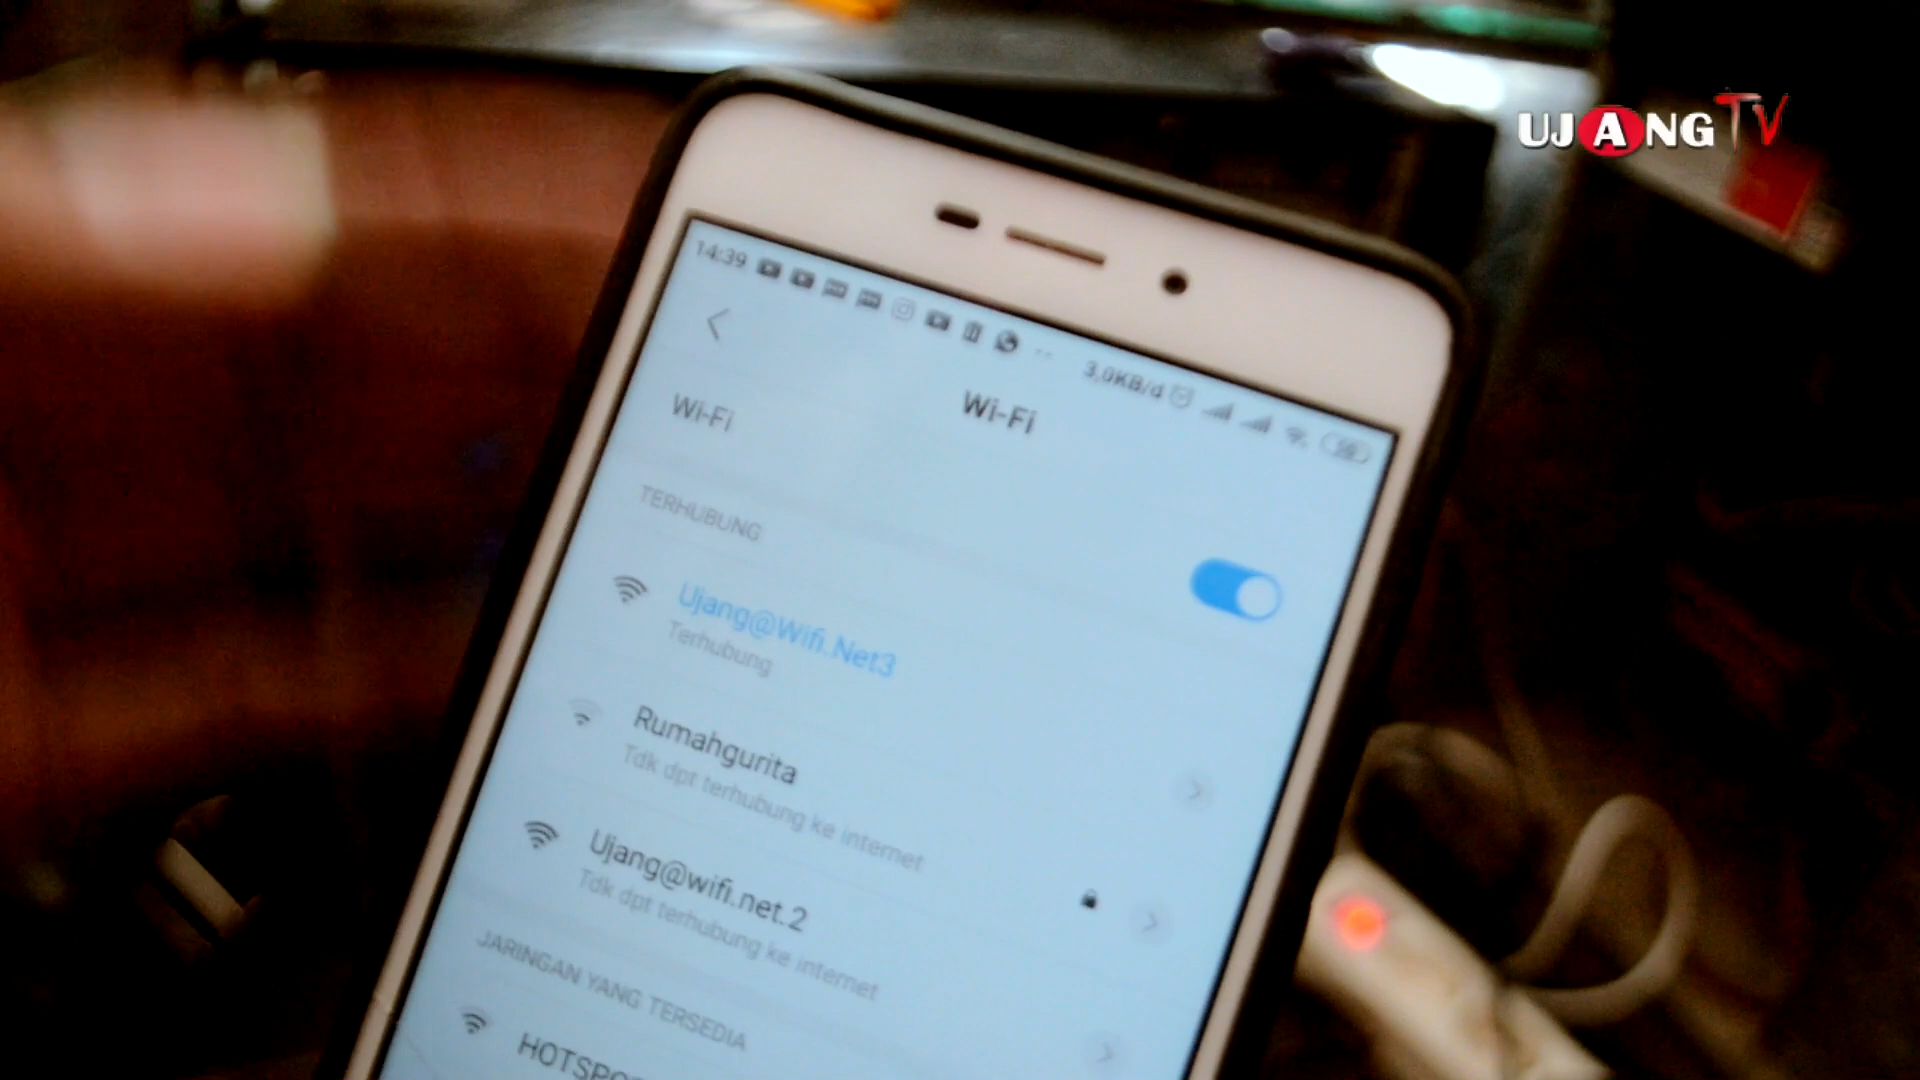 UJANG TV
14:39
3,0KB/d
Wi-Fi
Wi-Fi
TERHUBUNG
Ujang@Wifi.Net3
Terhubung
Rumahgurita
Tdk dpt terhubung ke internet
Ujang@wifi.net.2
Tdk dpt terhubung ke internet
JARINGAN YANG TERSEDIA